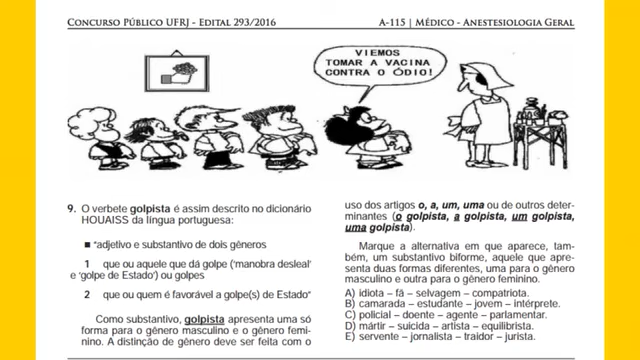 CONCURSO PÚBLICO UFRJ - EDITAL 293/2016
A-115 | MÉDICO - ANESTESIOLOGIA GERAL
VIEMOS
TOMAR A VACINA
CONTRA O ÓDIO!
9. O verbete golpista é assim descrito no dicionário
HOUAISS da língua portuguesa:
■ "adjetivo e substantivo de dois gêneros
1 que ou aquele que dá golpe ('manobra desleal'
e 'golpe de Estado') ou golpes
2 que ou quem é favorável a golpe(s) de Estado"
Como substantivo, golpista apresenta uma só
forma para o gênero masculino e o gênero femi-
nino. A distinção de gênero deve ser feita com o
uso dos artigos o, a, um, uma ou de outros deter-
minantes (o golpista, a golpista, um golpista,
uma golpista).
Marque a alternativa em que aparece, tam-
bém, um substantivo biforme, aquele que apre-
senta duas formas diferentes, uma para o gênero
masculino e outra para o gênero feminino.
A) idiota – fã – selvagem – compatriota.
B) camarada – estudante – jovem – intérprete.
C) policial – doente – agente – parlamentar.
D) mártir – suicida – artista – equilibrista.
E) servente – jornalista – traidor – jurista.